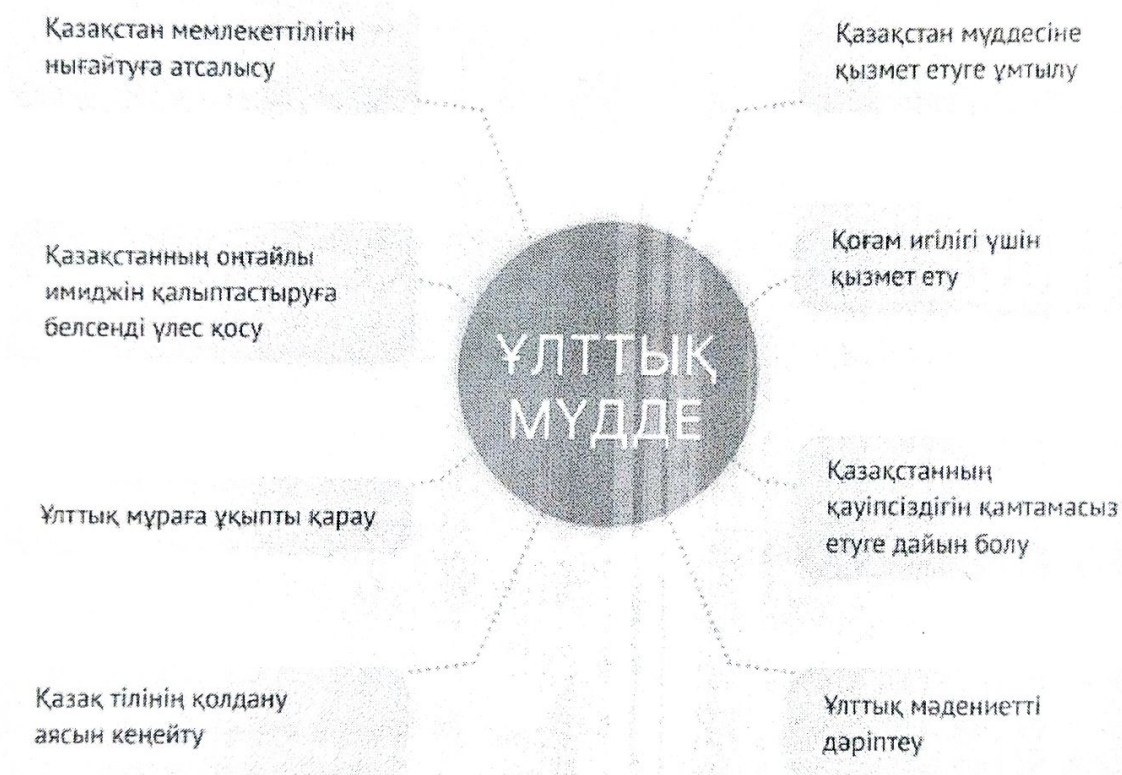 Қазақстан мемлекеттілігін
нығайтуға атсалысу
Қазақстанның оңтайлы
имиджін қалыптастыруға
белсенді үлес қосу
Ұлттық мұраға ұқыпты қарау
Қазақ тілінің қолдану
аясын кеңейту
ҰЛТТЫҚ
МҮДДЕ
Қазақстан мүддесіне
қызмет етуге ұмтылу
Қоғам игілігі үшін
қызмет ету
Қазақстанның
қауіпсіздігін қамтамасыз
етуге дайын болу
Ұлттық мәдениетті
дәріптеу